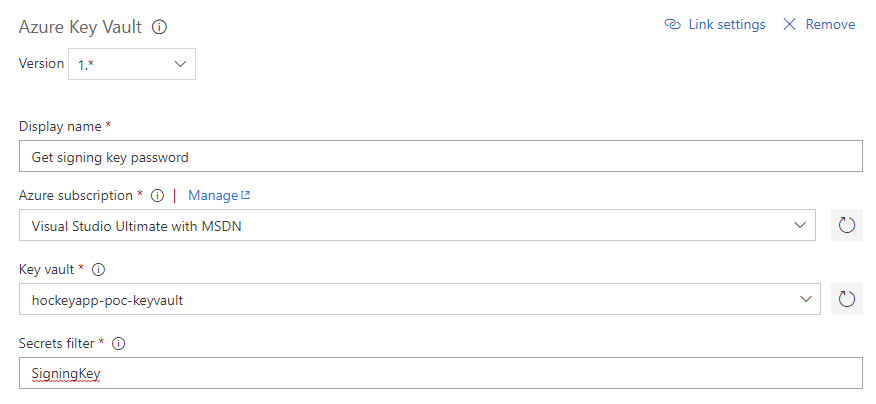 Azure Key Vault Link settings Remove
Version 1.*
Display name *
Get signing key password
Azure subscription * | Manage
Visual Studio Ultimate with MSDN
Key vault *
hockeyapp-poc-keyvault
Secrets filter *
SigningKey